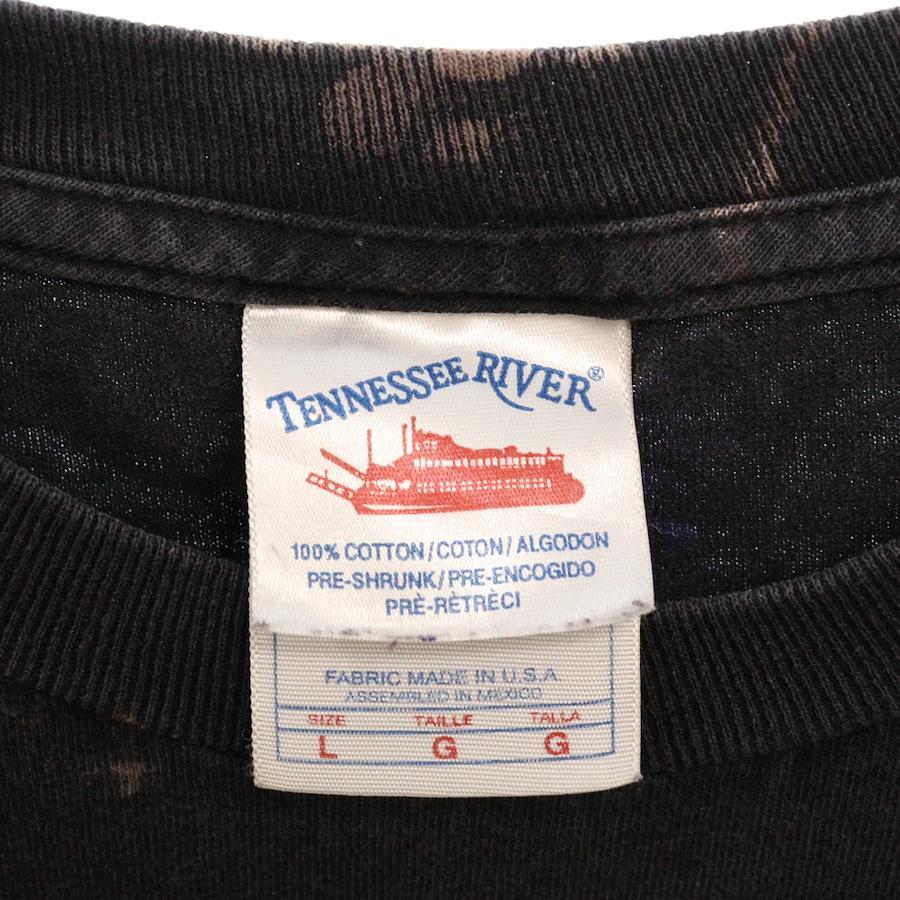 TENNESSEE RIVER®
100% COTTON/COTON/ALGODON
PRE-SHRUNK/PRE-ENCOGIDO
PRÈ-RÈTRÈCI
FABRIC MADE IN U.S.A.
ASSEMBLED IN MEXICO
SIZE TAILLE TALLA
L G G